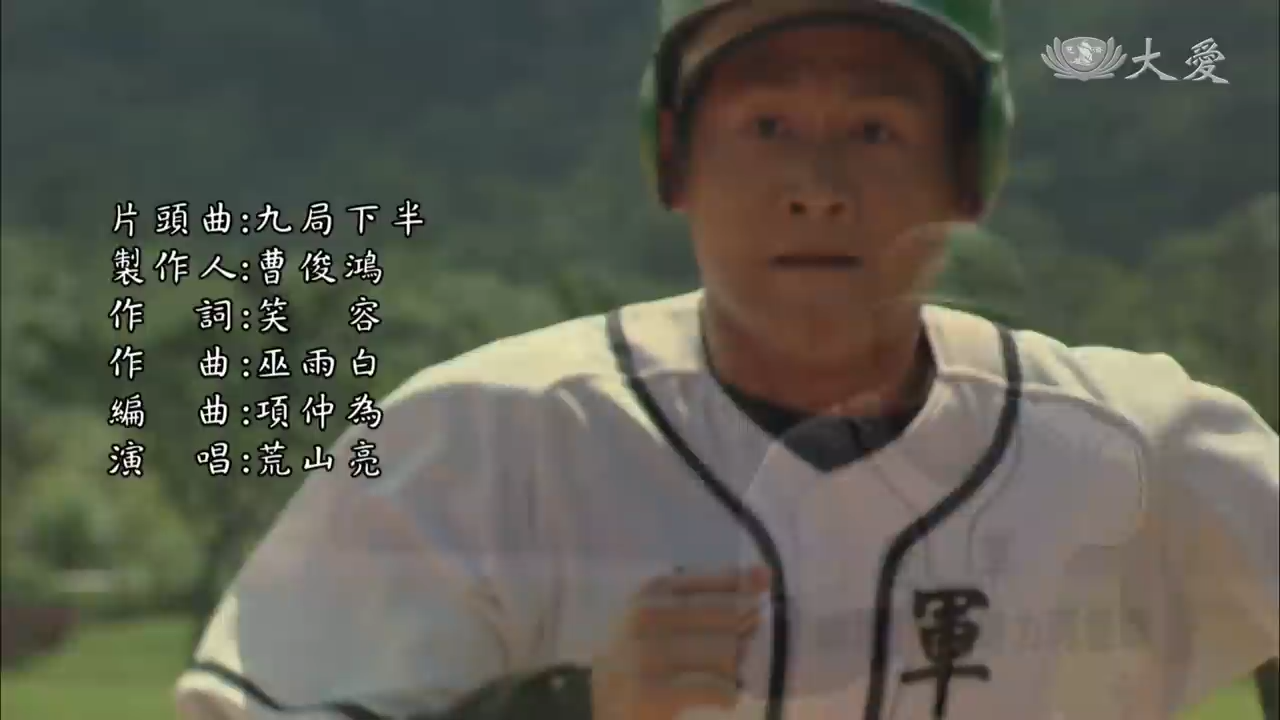 大愛
片頭曲:九局下半
製作人:曹俊鴻
作 詞:笑 容
作 曲:巫雨白
編 曲:項仲為
演 唱:荒山亮
軍